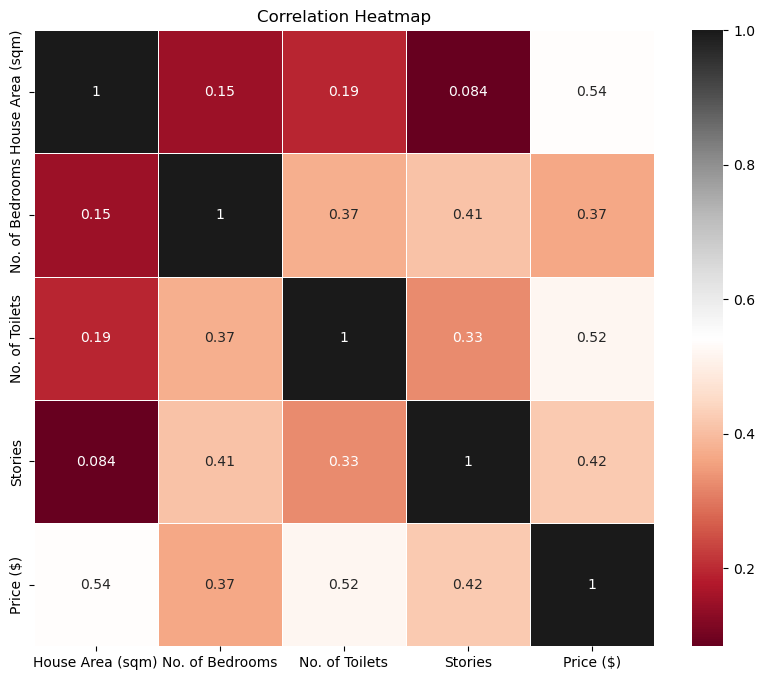 Correlation Heatmap
House Area (sqm) 1 0.15 0.19 0.084 0.54
No. of Bedrooms 0.15 1 0.37 0.41 0.37
No. of Toilets 0.19 0.37 1 0.33 0.52
Stories 0.084 0.41 0.33 1 0.42
Price ($) 0.54 0.37 0.52 0.42 1
House Area (sqm) No. of Bedrooms No. of Toilets Stories Price ($)
1.0
0.8
0.6
0.4
0.2